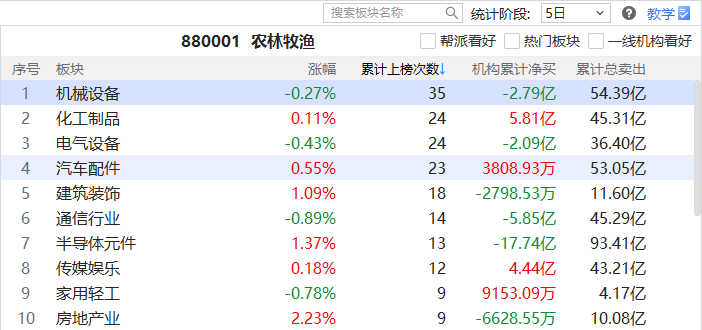 搜索板块名称 统计阶段: 5日 ? 教学
880001 农林牧渔 帮派看好 热门板块 一线机构看好
序号 板块 涨幅 累计上榜次数↓ 机构累计净买 累计总卖出
1 机械设备 -0.27% 35 -2.79亿 54.39亿
2 化工制品 0.11% 24 5.81亿 45.31亿
3 电气设备 -0.43% 24 -2.09亿 36.40亿
4 汽车配件 0.55% 23 3808.93万 53.05亿
5 建筑装饰 1.09% 18 -2798.53万 11.60亿
6 通信行业 -0.89% 14 -5.85亿 45.29亿
7 半导体元件 1.37% 13 -17.74亿 93.41亿
8 传媒娱乐 0.18% 12 4.44亿 43.21亿
9 家用轻工 -0.78% 9 9153.09万 4.17亿
10 房地产业 2.23% 9 -6628.55万 10.08亿